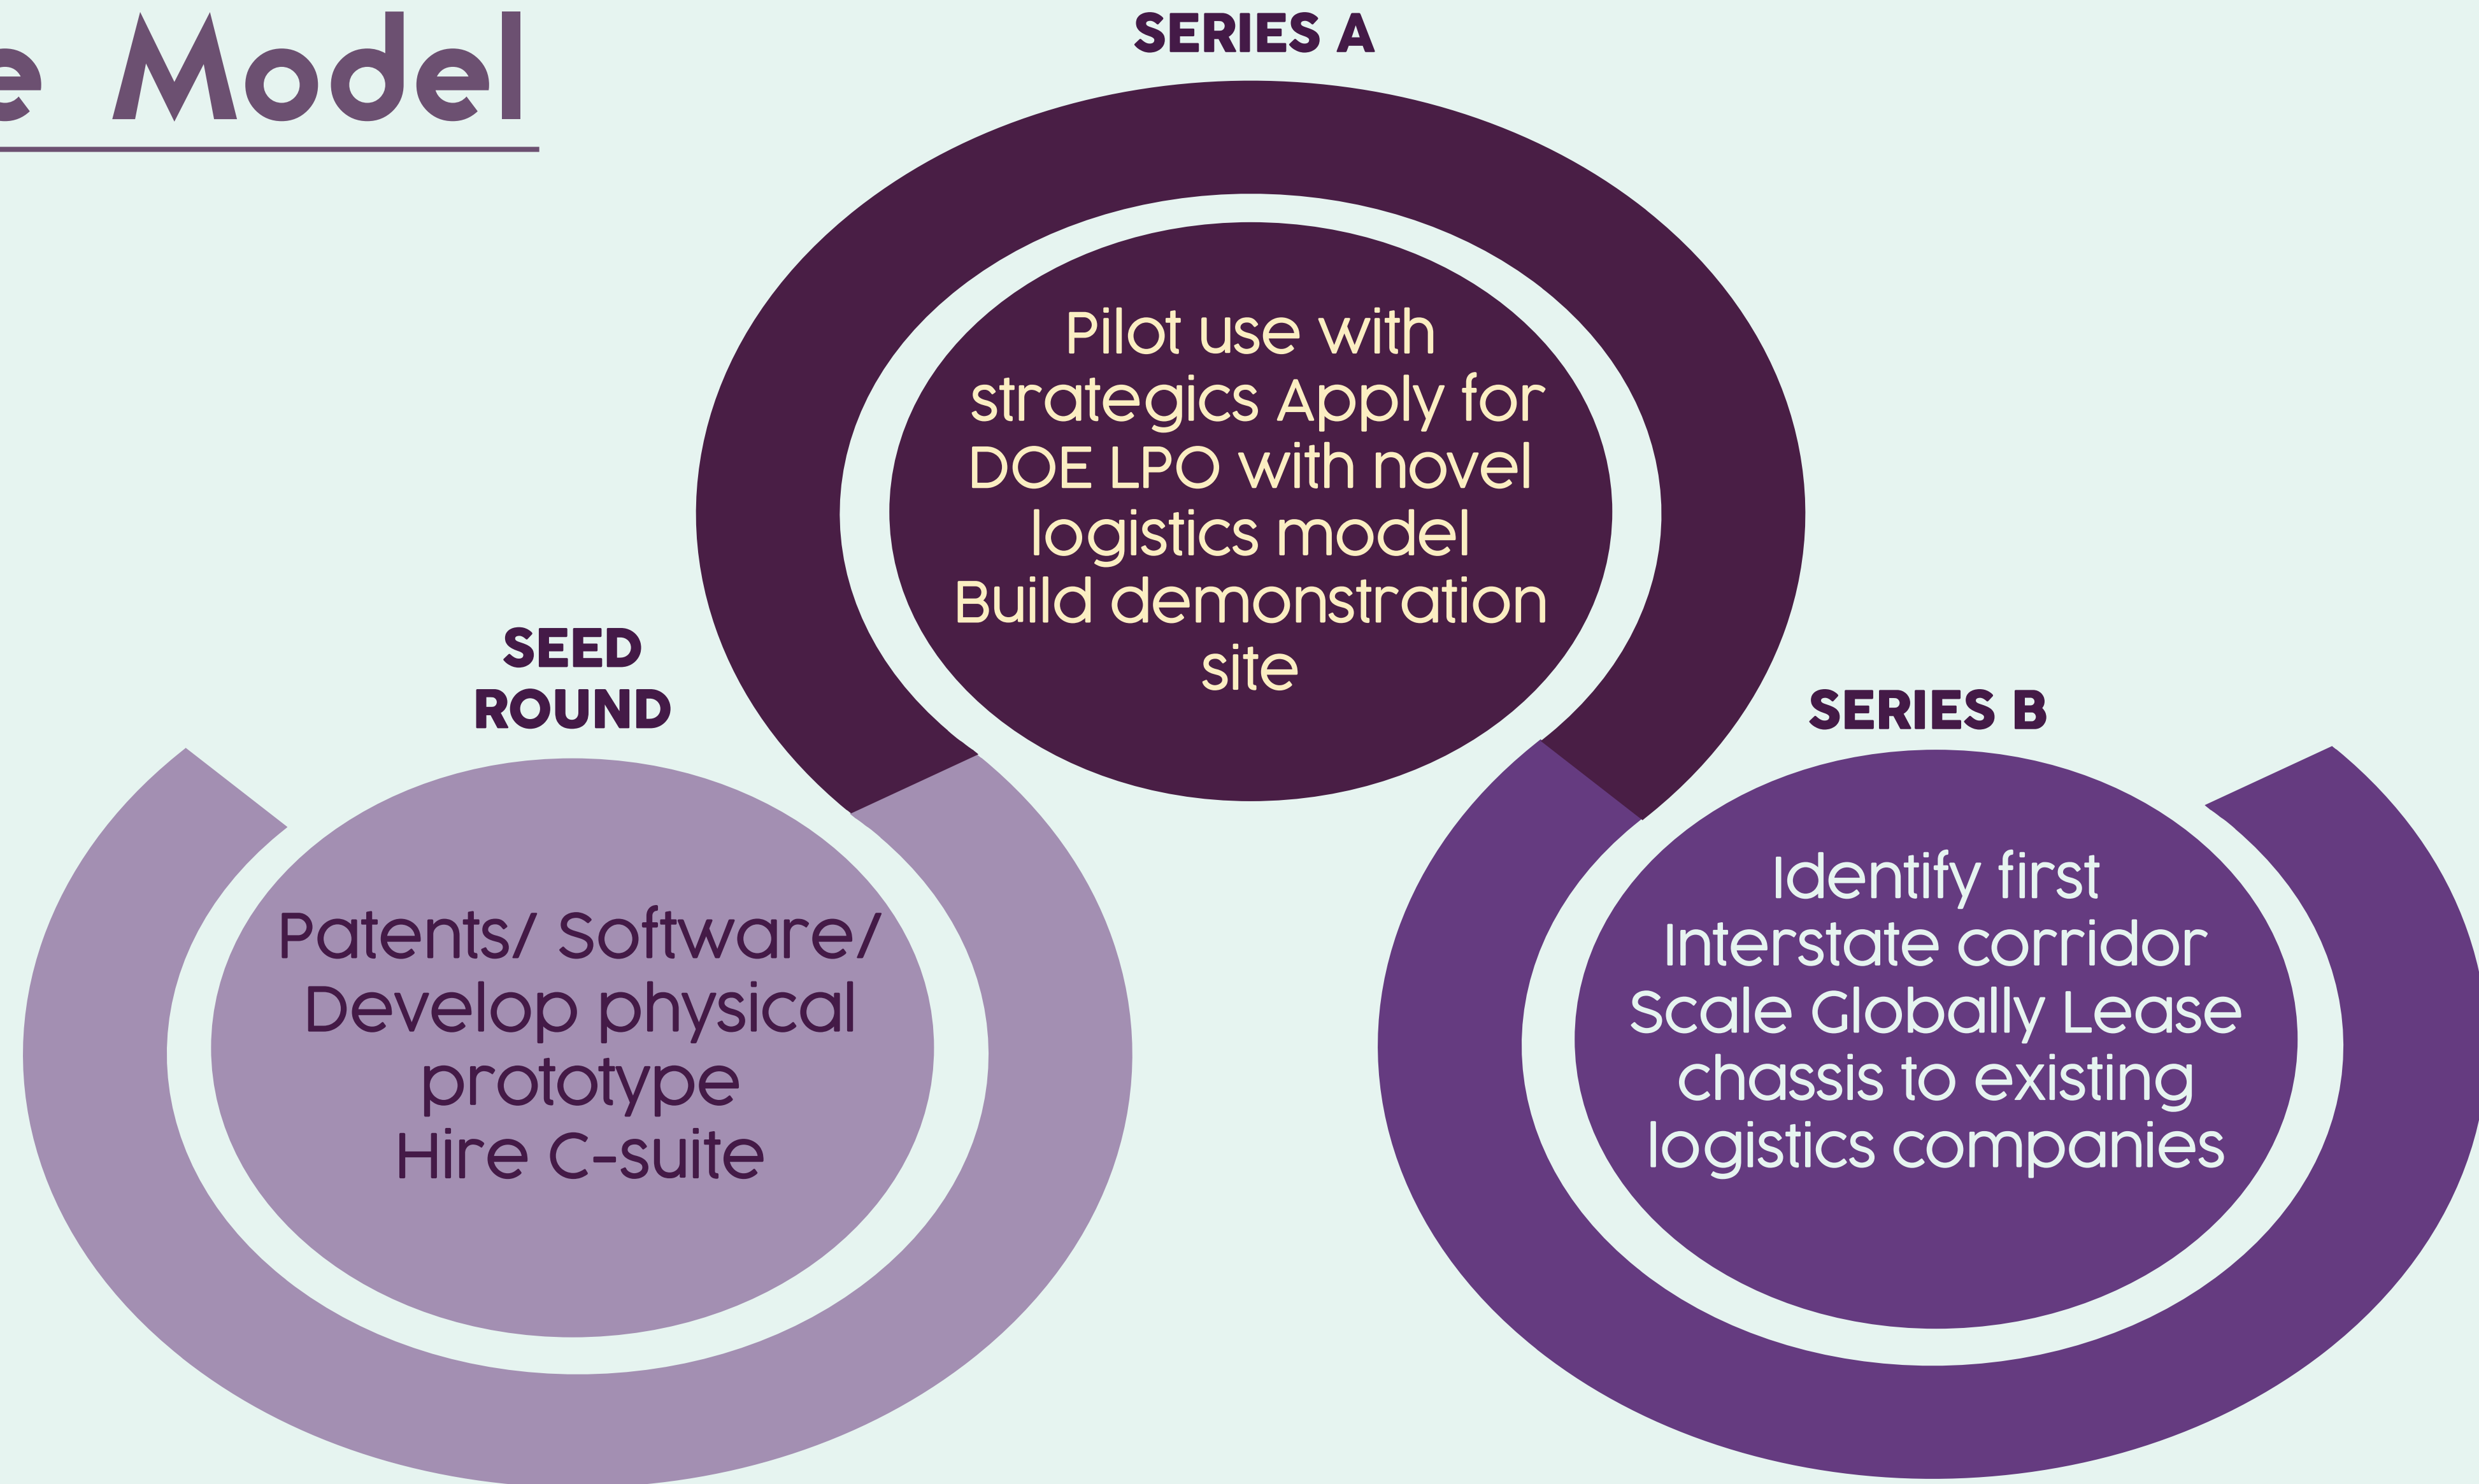 e Model
SERIES A
Pilot use with
strategics Apply for
DOE LPO with novel
logistics model
Build demonstration
site
SEED
ROUND
Patents/ Software/
Develop physical
prototype
Hire C-suite
SERIES B
Identify first
Interstate corridor
Scale Globally Lease
chassis to existing
logistics companies